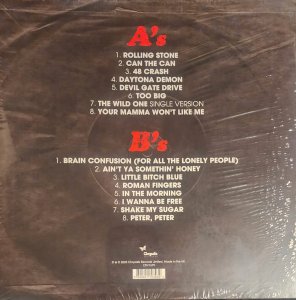 A's
1. ROLLING STONE
2. CAN THE CAN
3. 48 CRASH
4. DAYTONA DEMON
5. DEVIL GATE DRIVE
6. TOO BIG
7. THE WILD ONE SINGLE VERSION
8. YOUR MAMMA WON'T LIKE ME
B's
1. BRAIN CONFUSION (FOR ALL THE LONELY PEOPLE)
2. AIN'T YA SOMETHIN' HONEY
3. LITTLE BITCH BLUE
4. ROMAN FINGERS
5. IN THE MORNING
6. I WANNA BE FREE
7. SHAKE MY SUGAR
8. PETER, PETER
Chrysalis